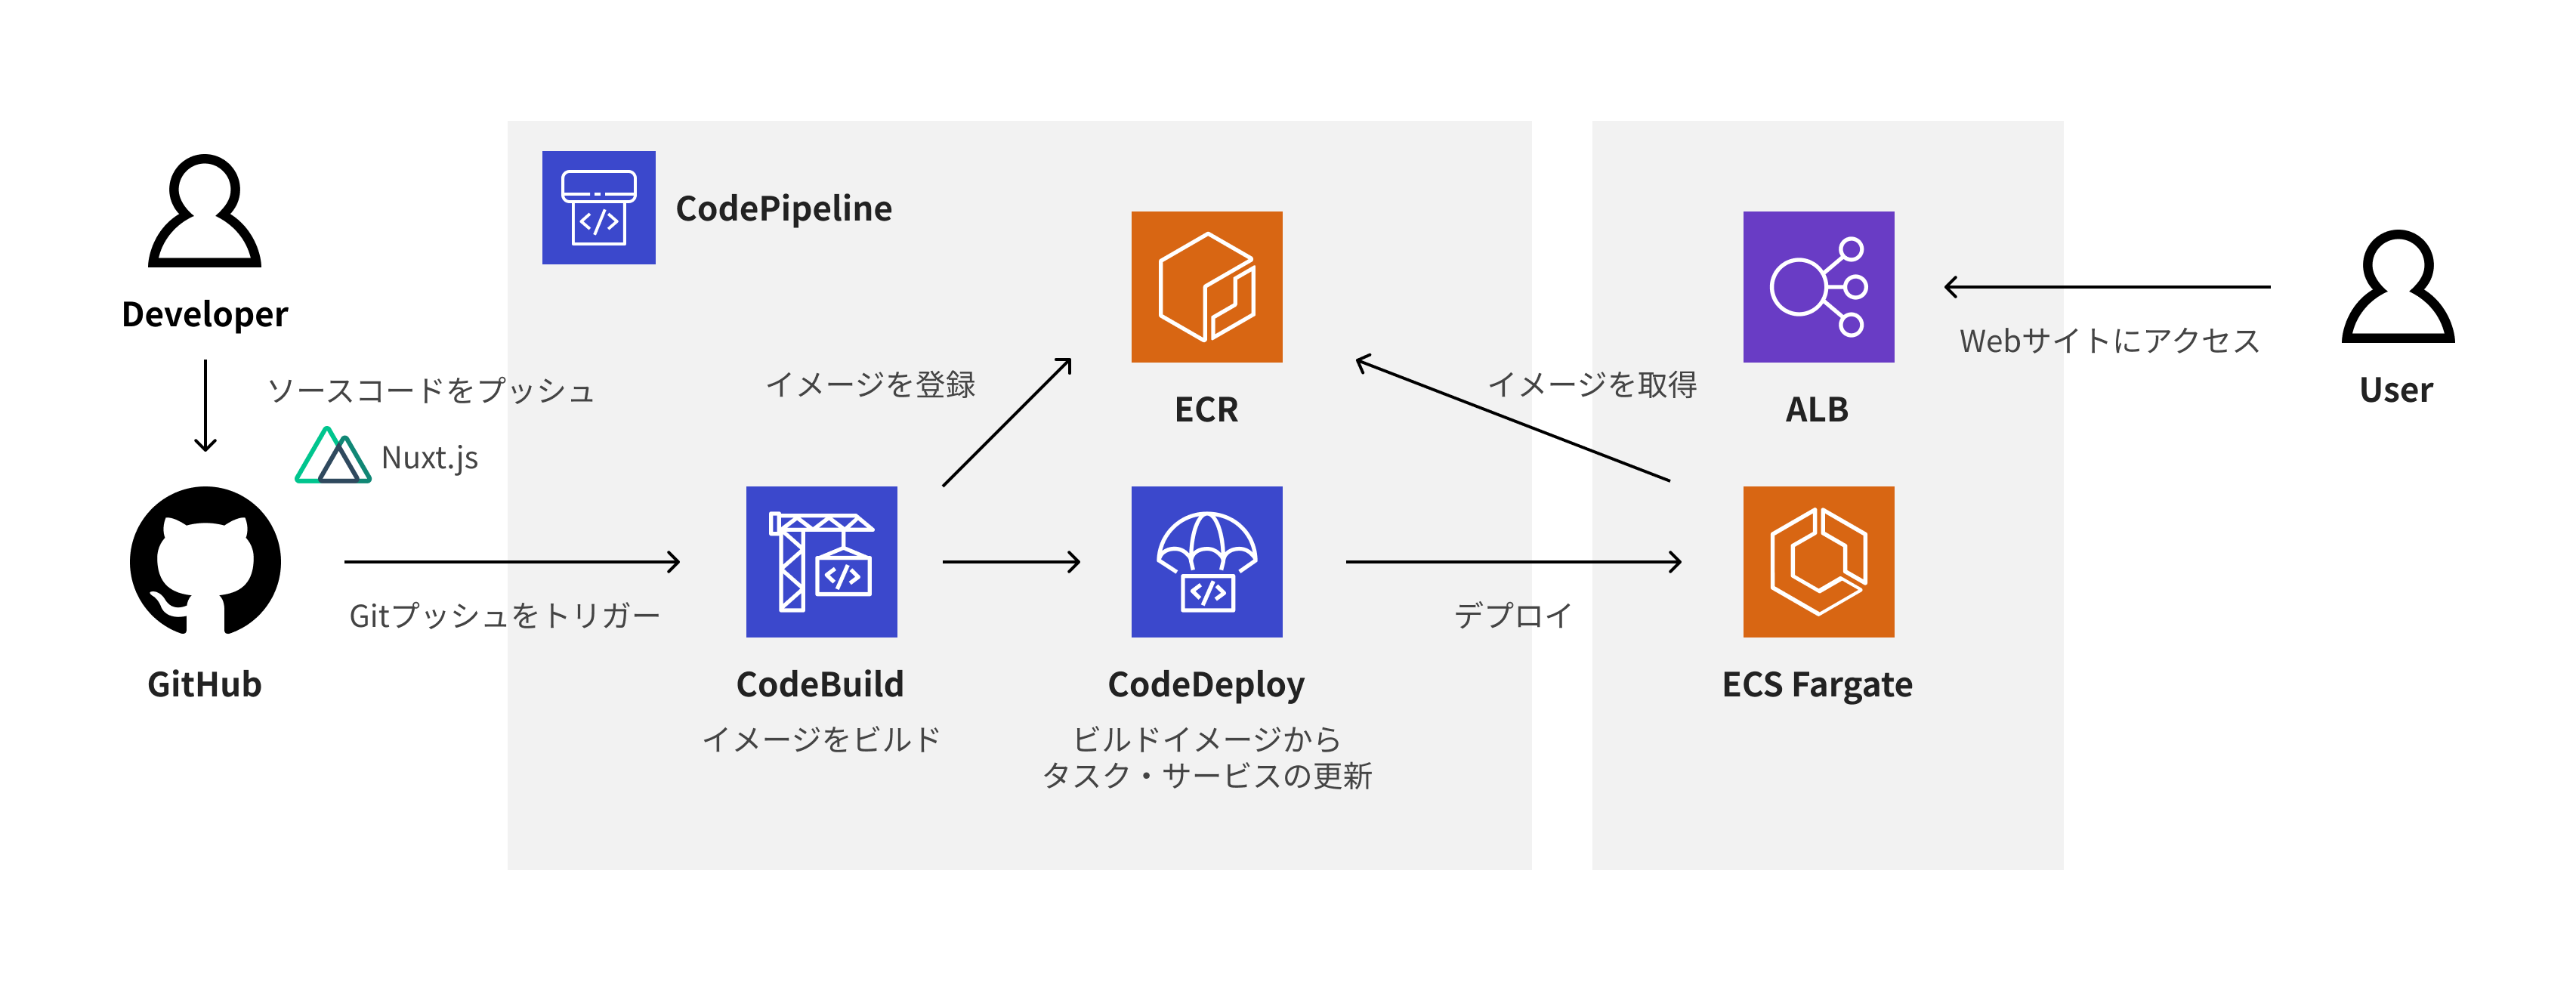 CodePipeline
Developer
ソースコードをプッシュ
Nuxt.js
GitHub
Gitプッシュをトリガー
イメージを登録
ECR
CodeBuild
イメージをビルド
CodeDeploy
ビルドイメージから
タスク・サービスの更新
イメージを取得
デプロイ
ALB
ECS Fargate
Webサイトにアクセス
User